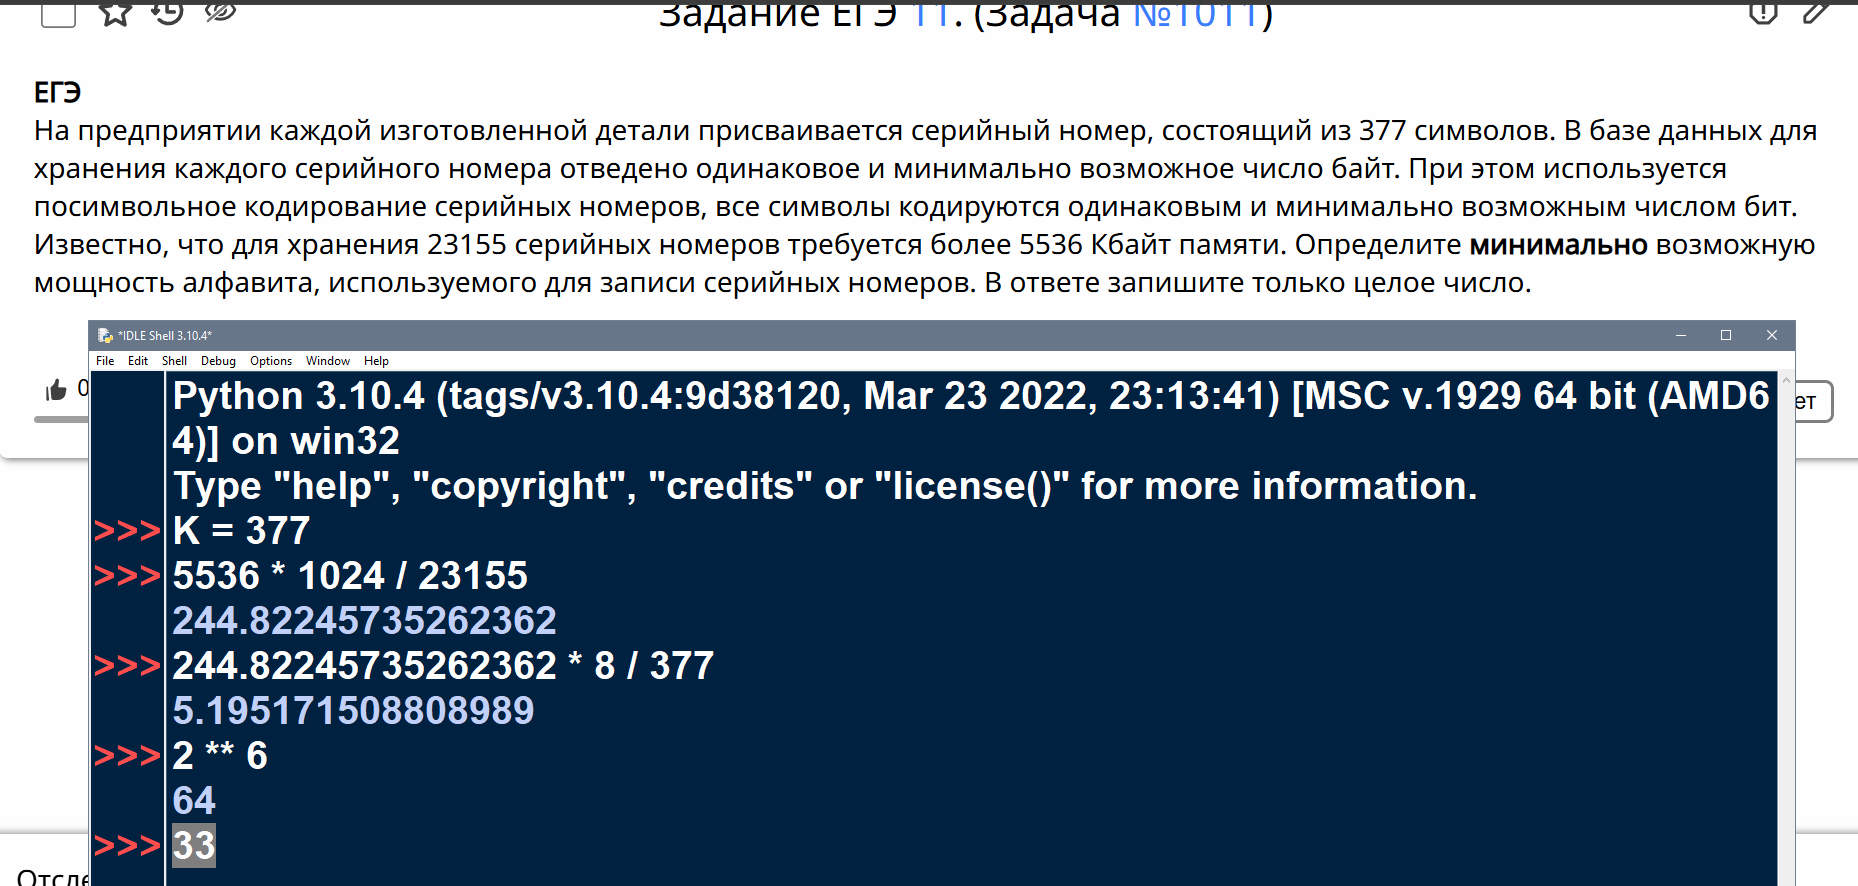 Задание ЕГЭ 11. (Задача №1011)
ЕГЭ
На предприятии каждой изготовленной детали присваивается серийный номер, состоящий из 377 символов. В базе данных для
хранения каждого серийного номера отведено одинаковое и минимально возможное число байт. При этом используется
посимвольное кодирование серийных номеров, все символы кодируются одинаковым и минимально возможным числом бит.
Известно, что для хранения 23155 серийных номеров требуется более 5536 Кбайт памяти. Определите минимально возможную
мощность алфавита, используемого для записи серийных номеров. В ответе запишите только целое число.
*IDLE Shell 3.10.4*
File Edit Shell Debug Options Window Help
0
ет
Python 3.10.4 (tags/v3.10.4:9d38120, Mar 23 2022, 23:13:41) [MSC v.1929 64 bit (AMD6
4)] on win32
Type "help", "copyright", "credits" or "license()" for more information.
>>> K = 377
>>> 5536 * 1024 / 23155
244.82245735262362
>>> 244.82245735262362 * 8 / 377
5.195171508808989
>>> 2 ** 6
64
>>> 33
Отсле